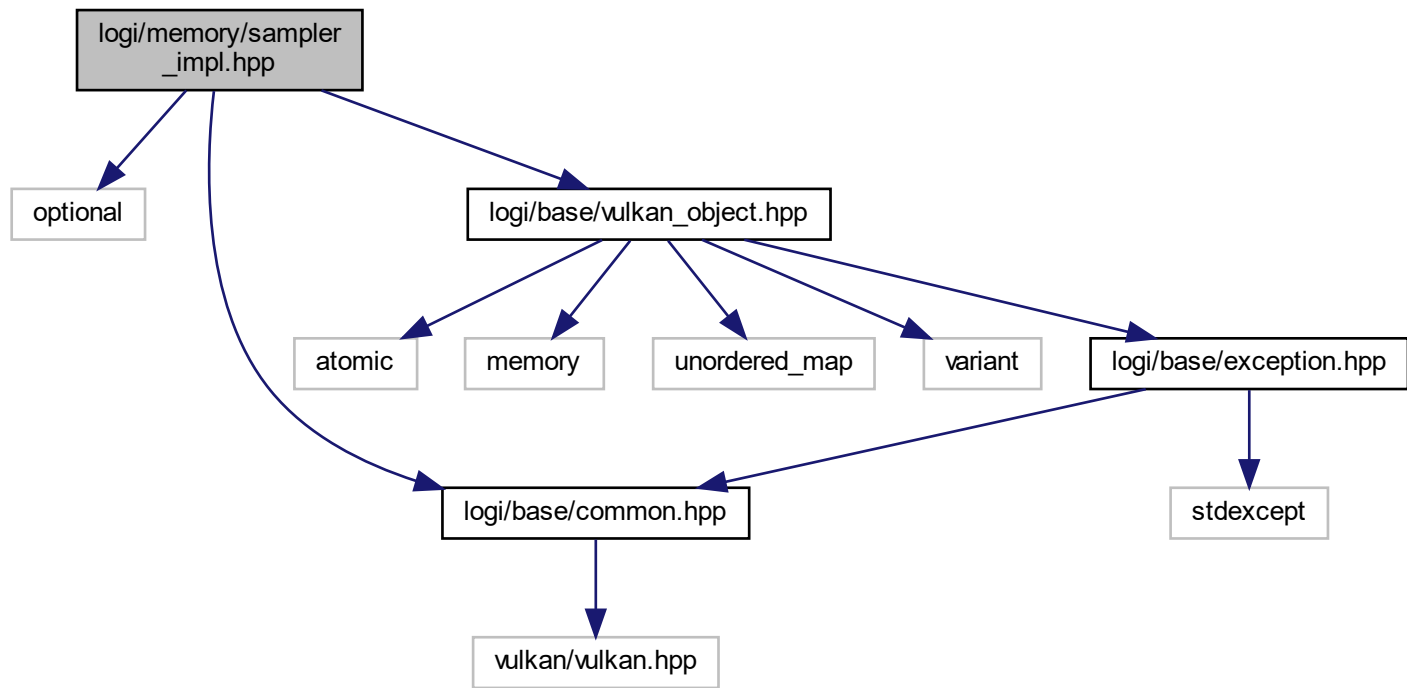 logi/memory/sampler
_impl.hpp
optional
logi/base/vulkan_object.hpp
atomic
memory
unordered_map
variant
logi/base/exception.hpp
logi/base/common.hpp
stdexcept
vulkan/vulkan.hpp